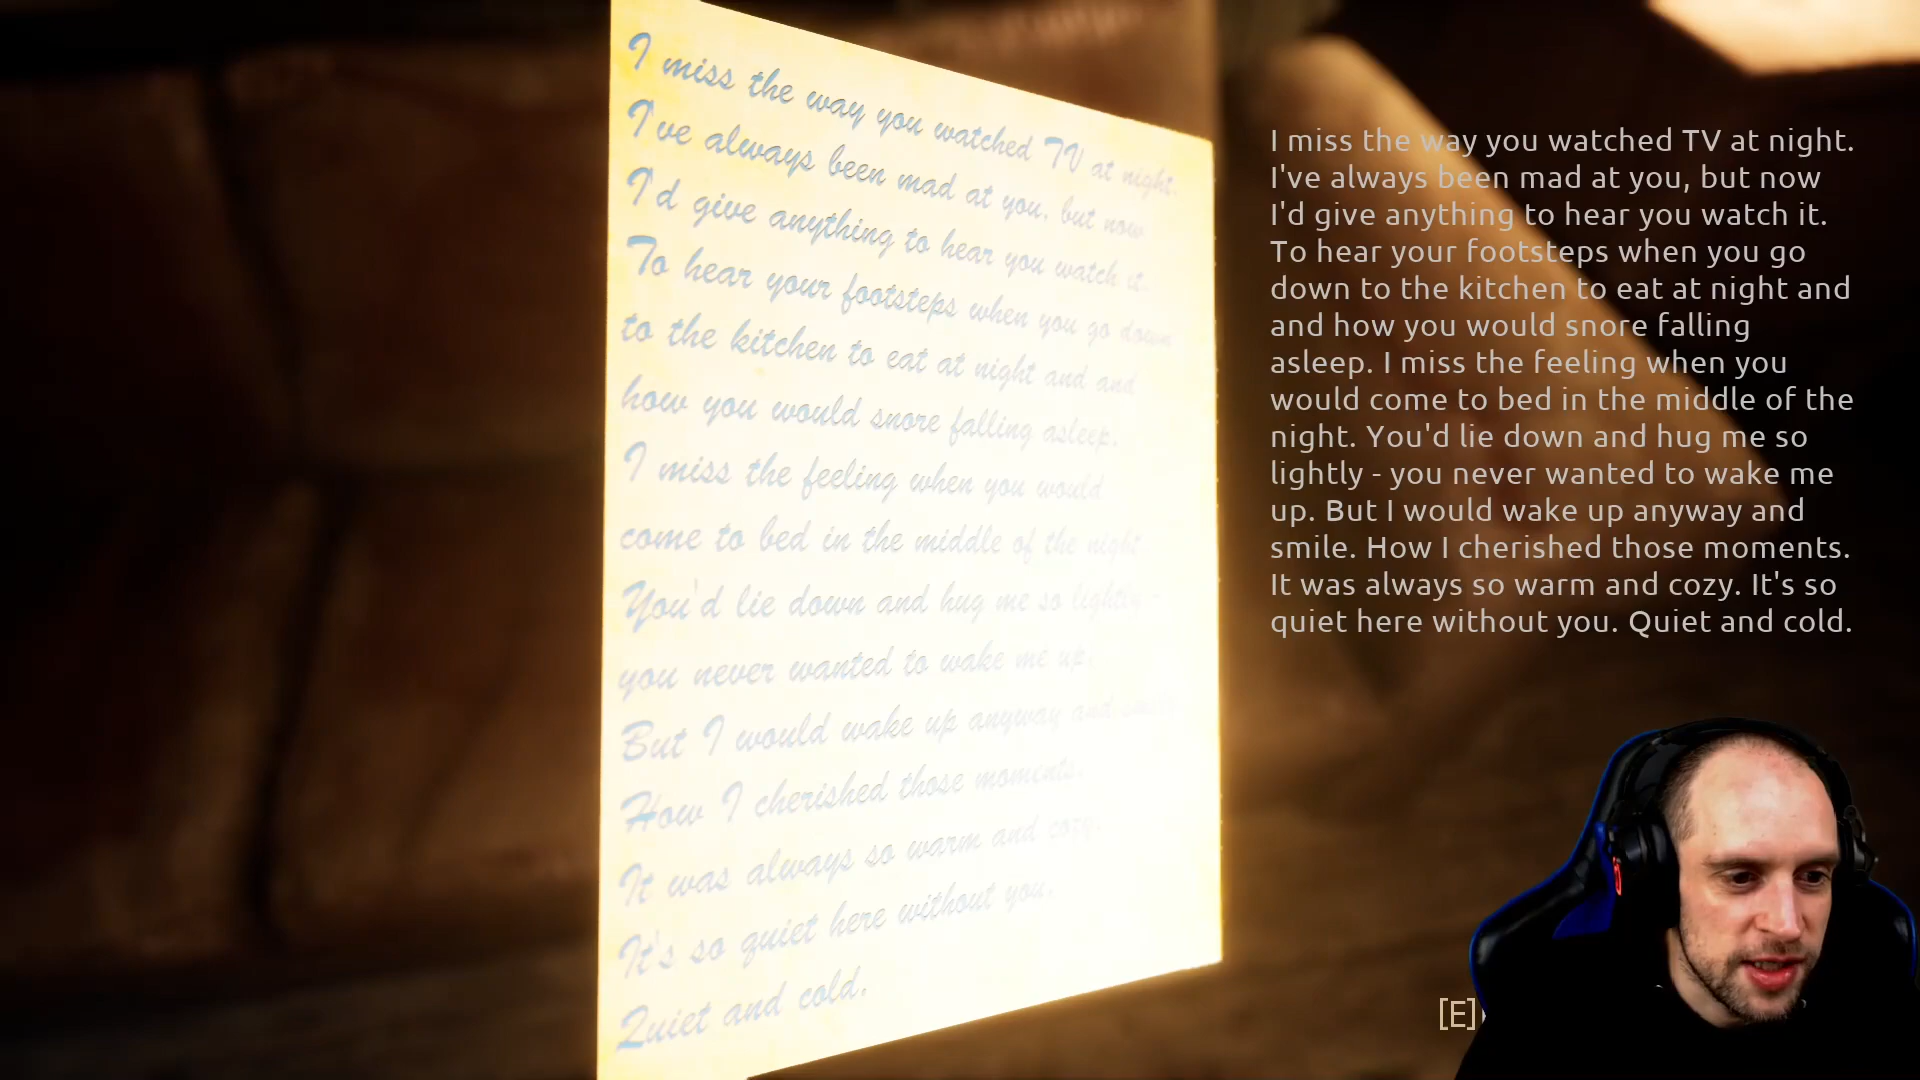 I miss the way you watched TV at night.
I've always been mad at you, but now
I'd give anything to hear you watch it.
To hear your footsteps when you go down
to the kitchen to eat at night and and
how you would snore falling asleep.
I miss the feeling when you would
come to bed in the middle of the night.
You'd lie down and hug me so lightly -
you never wanted to wake me up.
But I would wake up anyway and smile.
How I cherished those moments.
It was always so warm and cozy.
It's so quiet here without you.
Quiet and cold.
I miss the way you watched TV at night.
I've always been mad at you, but now
I'd give anything to hear you watch it.
To hear your footsteps when you go
down to the kitchen to eat at night and
and how you would snore falling
asleep. I miss the feeling when you
would come to bed in the middle of the
night. You'd lie down and hug me so
lightly - you never wanted to wake me
up. But I would wake up anyway and
smile. How I cherished those moments.
It was always so warm and cozy. It's so
quiet here without you. Quiet and cold.
[E]